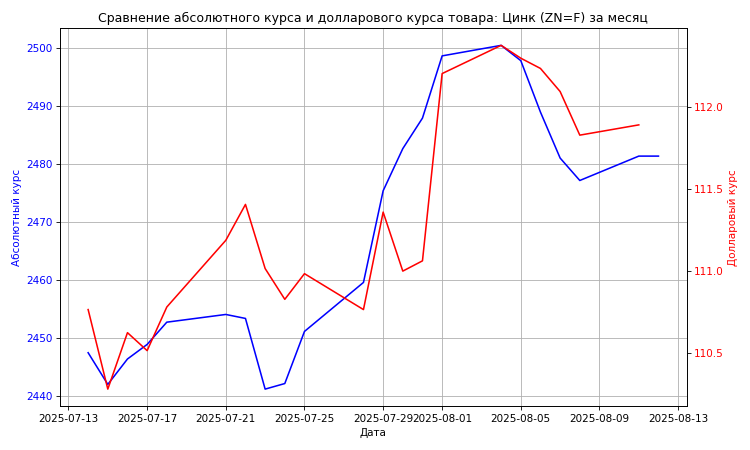 Сравнение абсолютного курса и долларового курса товара: Цинк (ZN=F) за месяц
2500
2490
2480
2470
2460
2450
2440
Абсолютный курс
112.0
111.5
111.0
110.5
Долларовый курс
2025-07-13 2025-07-17 2025-07-21 2025-07-25 2025-07-29 2025-08-01 2025-08-05 2025-08-09 2025-08-13
Дата